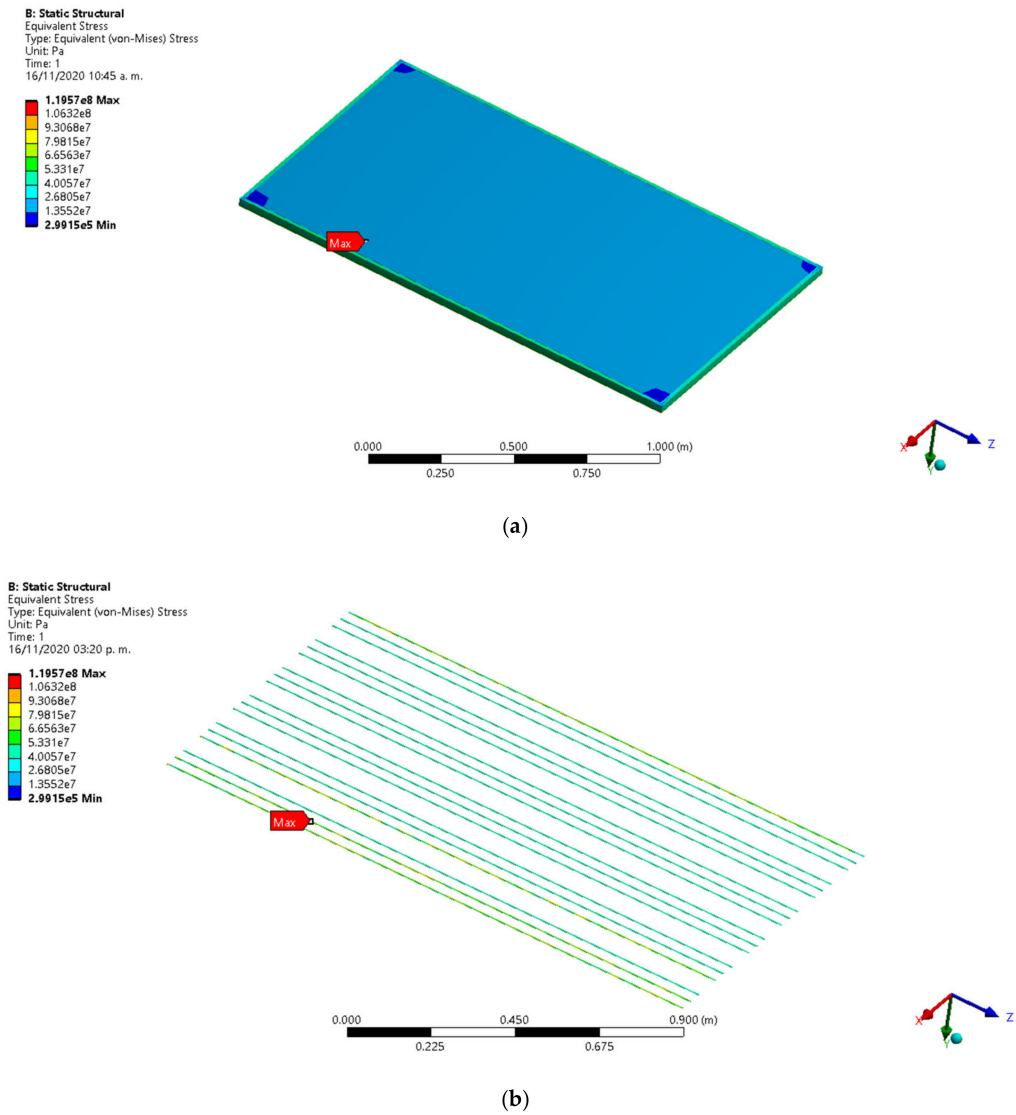 B: Static Structural
Equivalent Stress
Type: Equivalent (von-Mises) Stress
Unit: Pa
Time: 1
16/11/2020 10:45 a. m.
1.1957e8 Max
1.0632e8
9.3068e7
7.9815e7
6.6563e7
5.331e7
4.0057e7
2.6805e7
1.3552e7
2.9915e5 Min
Max
0.000 0.500 1.000 (m)
0.250 0.750
X Y Z
(a)
B: Static Structural
Equivalent Stress
Type: Equivalent (von-Mises) Stress
Unit: Pa
Time: 1
16/11/2020 03:20 p. m.
1.1957e8 Max
1.0632e8
9.3068e7
7.9815e7
6.6563e7
5.331e7
4.0057e7
2.6805e7
1.3552e7
2.9915e5 Min
Max
0.000 0.450 0.900 (m)
0.225 0.675
X Y Z
(b)